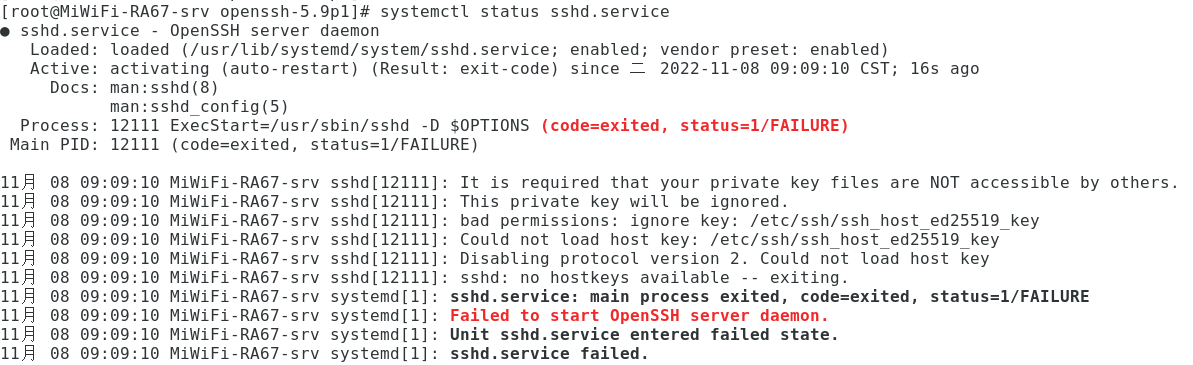 [root@MiWiFi-RA67-srv openssh-5.9p1]# systemctl status sshd.service
● sshd.service - OpenSSH server daemon
   Loaded: loaded (/usr/lib/systemd/system/sshd.service; enabled; vendor preset: enabled)
   Active: activating (auto-restart) (Result: exit-code) since 二 2022-11-08 09:09:10 CST; 16s ago
     Docs: man:sshd(8)
           man:sshd_config(5)
  Process: 12111 ExecStart=/usr/sbin/sshd -D $OPTIONS (code=exited, status=1/FAILURE)
 Main PID: 12111 (code=exited, status=1/FAILURE)

11月 08 09:09:10 MiWiFi-RA67-srv sshd[12111]: It is required that your private key files are NOT accessible by others.
11月 08 09:09:10 MiWiFi-RA67-srv sshd[12111]: This private key will be ignored.
11月 08 09:09:10 MiWiFi-RA67-srv sshd[12111]: bad permissions: ignore key: /etc/ssh/ssh_host_ed25519_key
11月 08 09:09:10 MiWiFi-RA67-srv sshd[12111]: Could not load host key: /etc/ssh/ssh_host_ed25519_key
11月 08 09:09:10 MiWiFi-RA67-srv sshd[12111]: Disabling protocol version 2. Could not load host key
11月 08 09:09:10 MiWiFi-RA67-srv sshd[12111]: sshd: no hostkeys available -- exiting.
11月 08 09:09:10 MiWiFi-RA67-srv systemd[1]: sshd.service: main process exited, code=exited, status=1/FAILURE
11月 08 09:09:10 MiWiFi-RA67-srv systemd[1]: Failed to start OpenSSH server daemon.
11月 08 09:09:10 MiWiFi-RA67-srv systemd[1]: Unit sshd.service entered failed state.
11月 08 09:09:10 MiWiFi-RA67-srv systemd[1]: sshd.service failed.